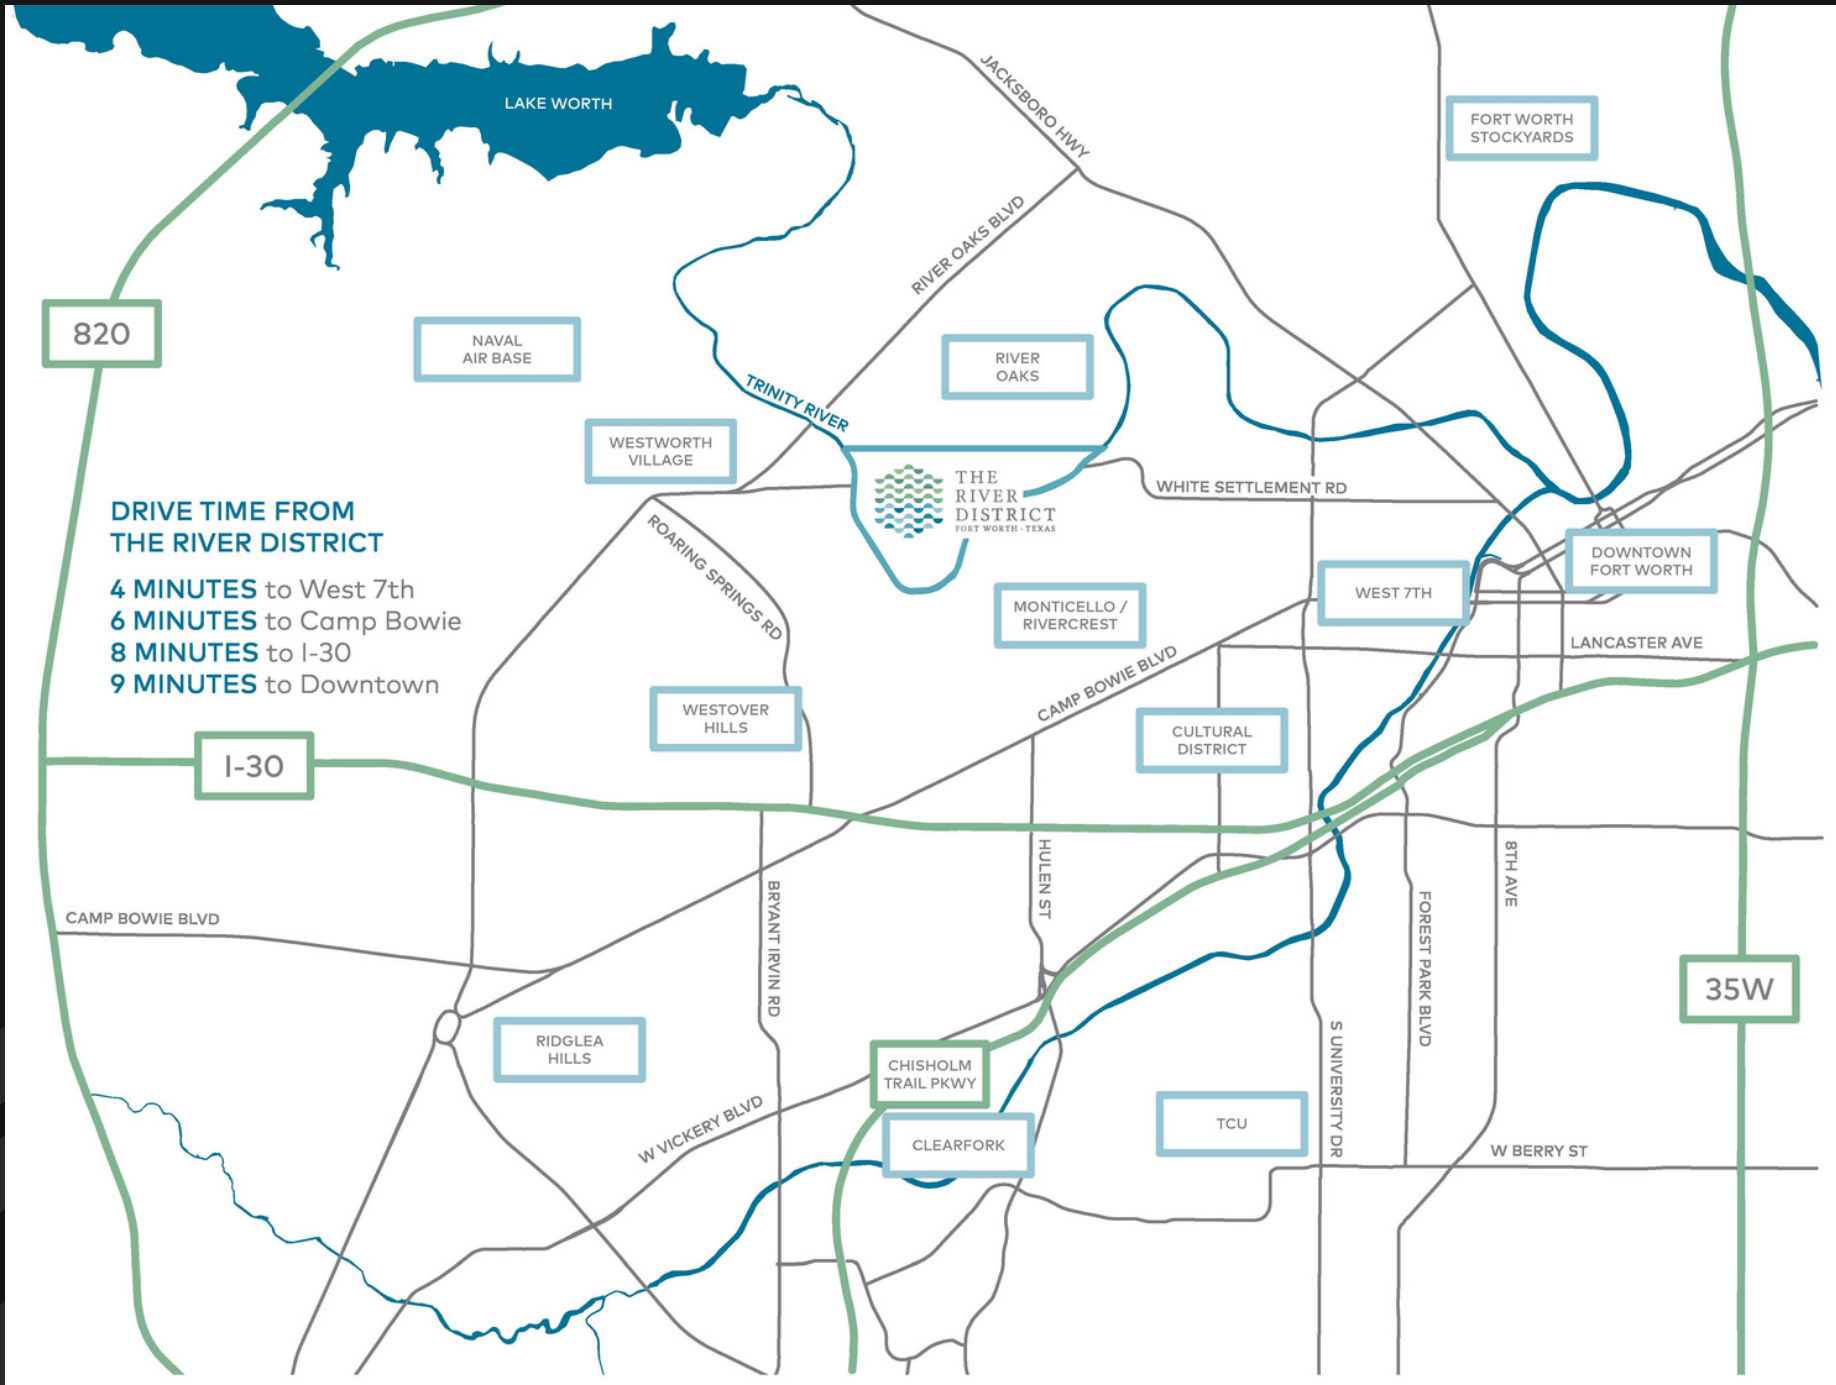 LAKE WORTH
JACKSBORO HWY
FORT WORTH
STOCKYARDS
RIVER OAKS BLVD
820
NAVAL
AIR BASE
RIVER
OAKS
TRINITY RIVER
WESTWORTH
VILLAGE
THE
RIVER
DISTRICT
FORT WORTH · TEXAS
WHITE SETTLEMENT RD
DRIVE TIME FROM
THE RIVER DISTRICT
4 MINUTES to West 7th
6 MINUTES to Camp Bowie
8 MINUTES to I-30
9 MINUTES to Downtown
ROARING SPRINGS RD
DOWNTOWN
FORT WORTH
WEST 7TH
MONTICELLO /
RIVERCREST
LANCASTER AVE
CAMP BOWIE BLVD
WESTOVER
HILLS
CULTURAL
DISTRICT
I-30
HULEN ST
8TH AVE
BRYANT IRVIN RD
FOREST PARK BLVD
CAMP BOWIE BLVD
35W
RIDGLEA
HILLS
S UNIVERSITY DR
CHISHOLM
TRAIL PKWY
W VICKERY BLVD
CLEARFORK
TCU
W BERRY ST